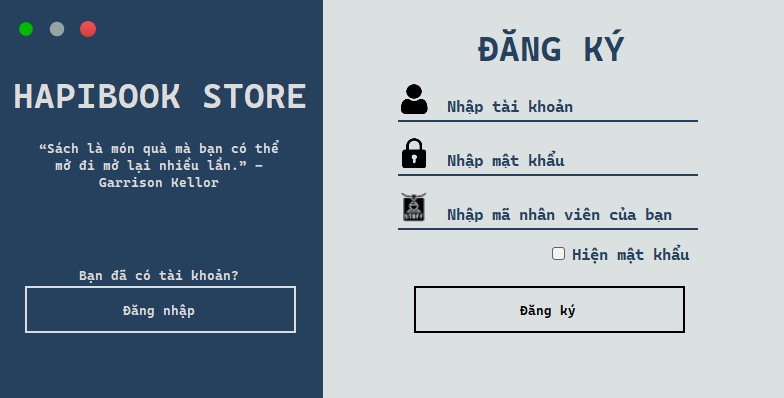 HAPIBOOK STORE
“Sách là món quà mà bạn có thể
mở đi mở lại nhiều lần.” –
Garrison Kellor
Bạn đã có tài khoản?
Đăng nhập
ĐĂNG KÝ
Nhập tài khoản
Nhập mật khẩu
STAFF
Nhập mã nhân viên của bạn
Hiện mật khẩu
Đăng ký